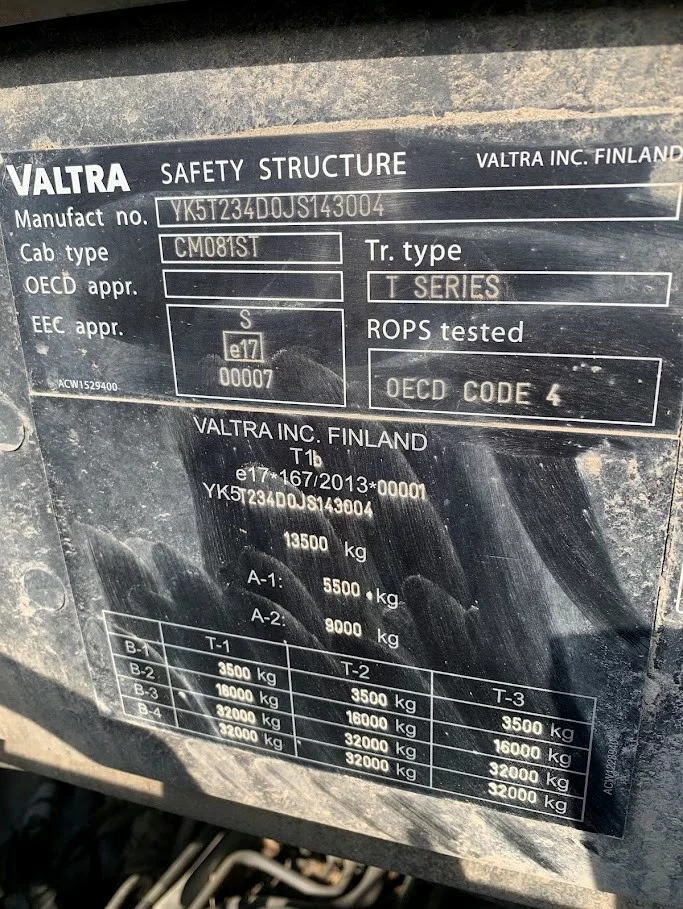 VALTRA SAFETY STRUCTURE VALTRA INC. FINLAND
Manufact no. YK5T234D0JS143004
Cab type CM081ST Tr. type
OECD appr. T SERIES
EEC appr. S ROPS tested
e17
00007 OECD CODE 4
ACW1529400
VALTRA INC. FINLAND
T1b
e17*167/2013*00001
YK5T234D0JS143004
13500 kg
A-1: 5500 kg
A-2: 9000 kg
T-1 T-2 T-3
B-1 3500 kg 3500 kg 3500 kg
B-2 16000 kg 16000 kg 16000 kg
B-3 32000 kg 32000 kg 32000 kg
B-4 32000 kg 32000 kg 32000 kg